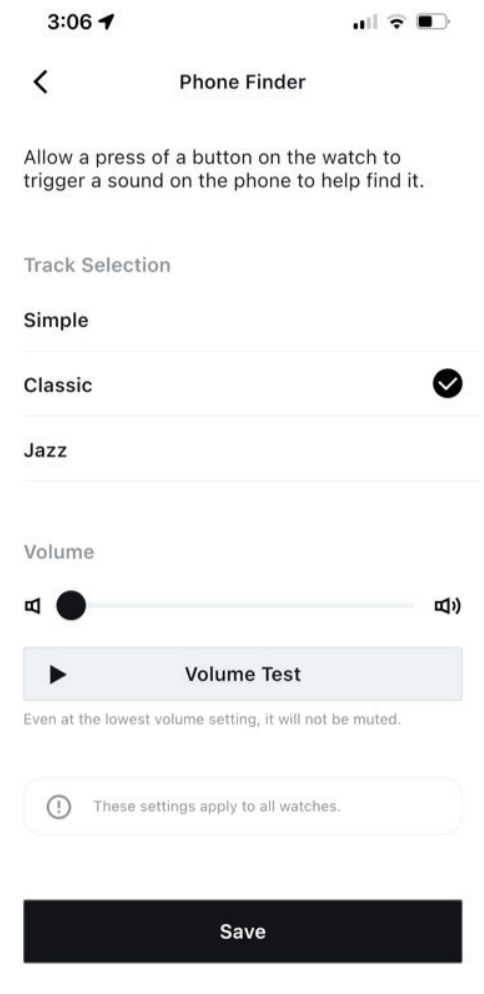 3:06
Phone Finder
Allow a press of a button on the watch to
trigger a sound on the phone to help find it.
Track Selection
Simple
Classic
Jazz
Volume
Volume Test
Even at the lowest volume setting, it will not be muted.
These settings apply to all watches.
Save